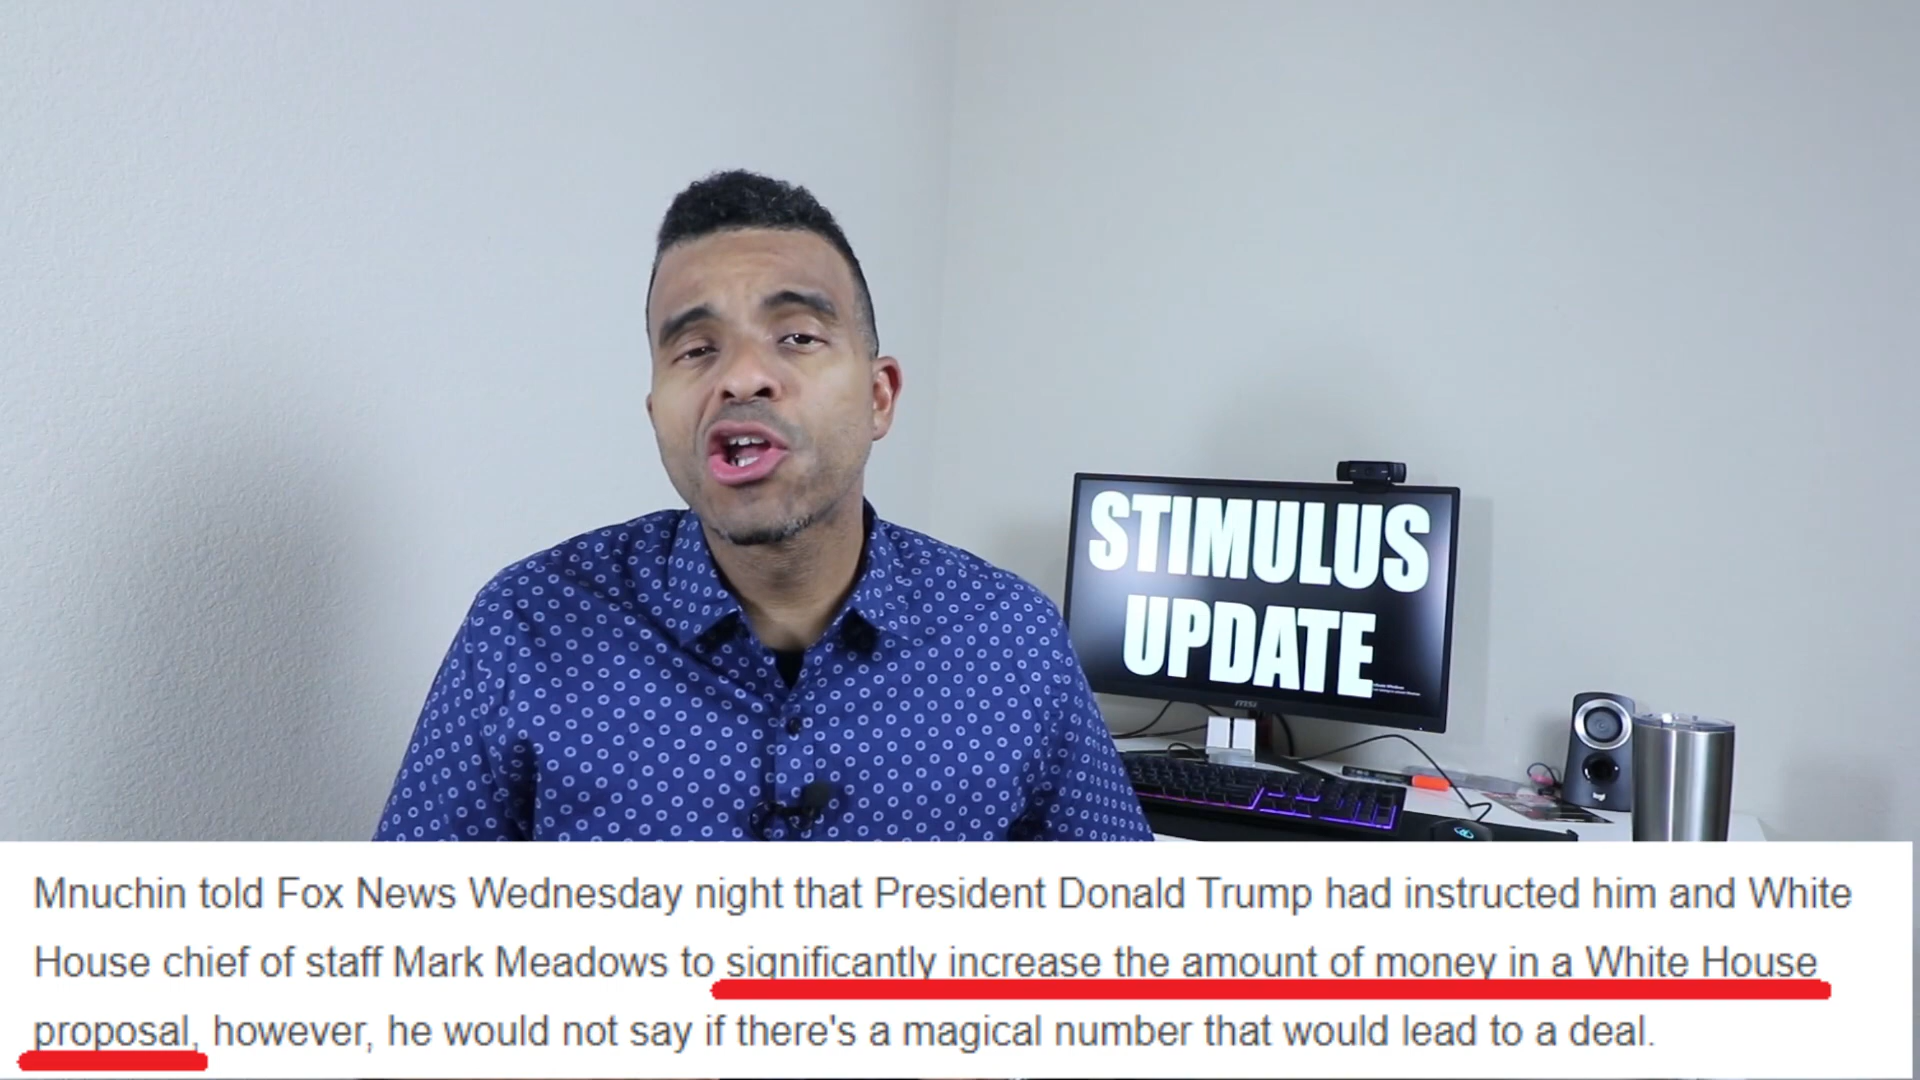 STIMULUS
UPDATE
msi
logi
Mnuchin told Fox News Wednesday night that President Donald Trump had instructed him and White
House chief of staff Mark Meadows to significantly increase the amount of money in a White House
proposal, however, he would not say if there's a magical number that would lead to a deal.